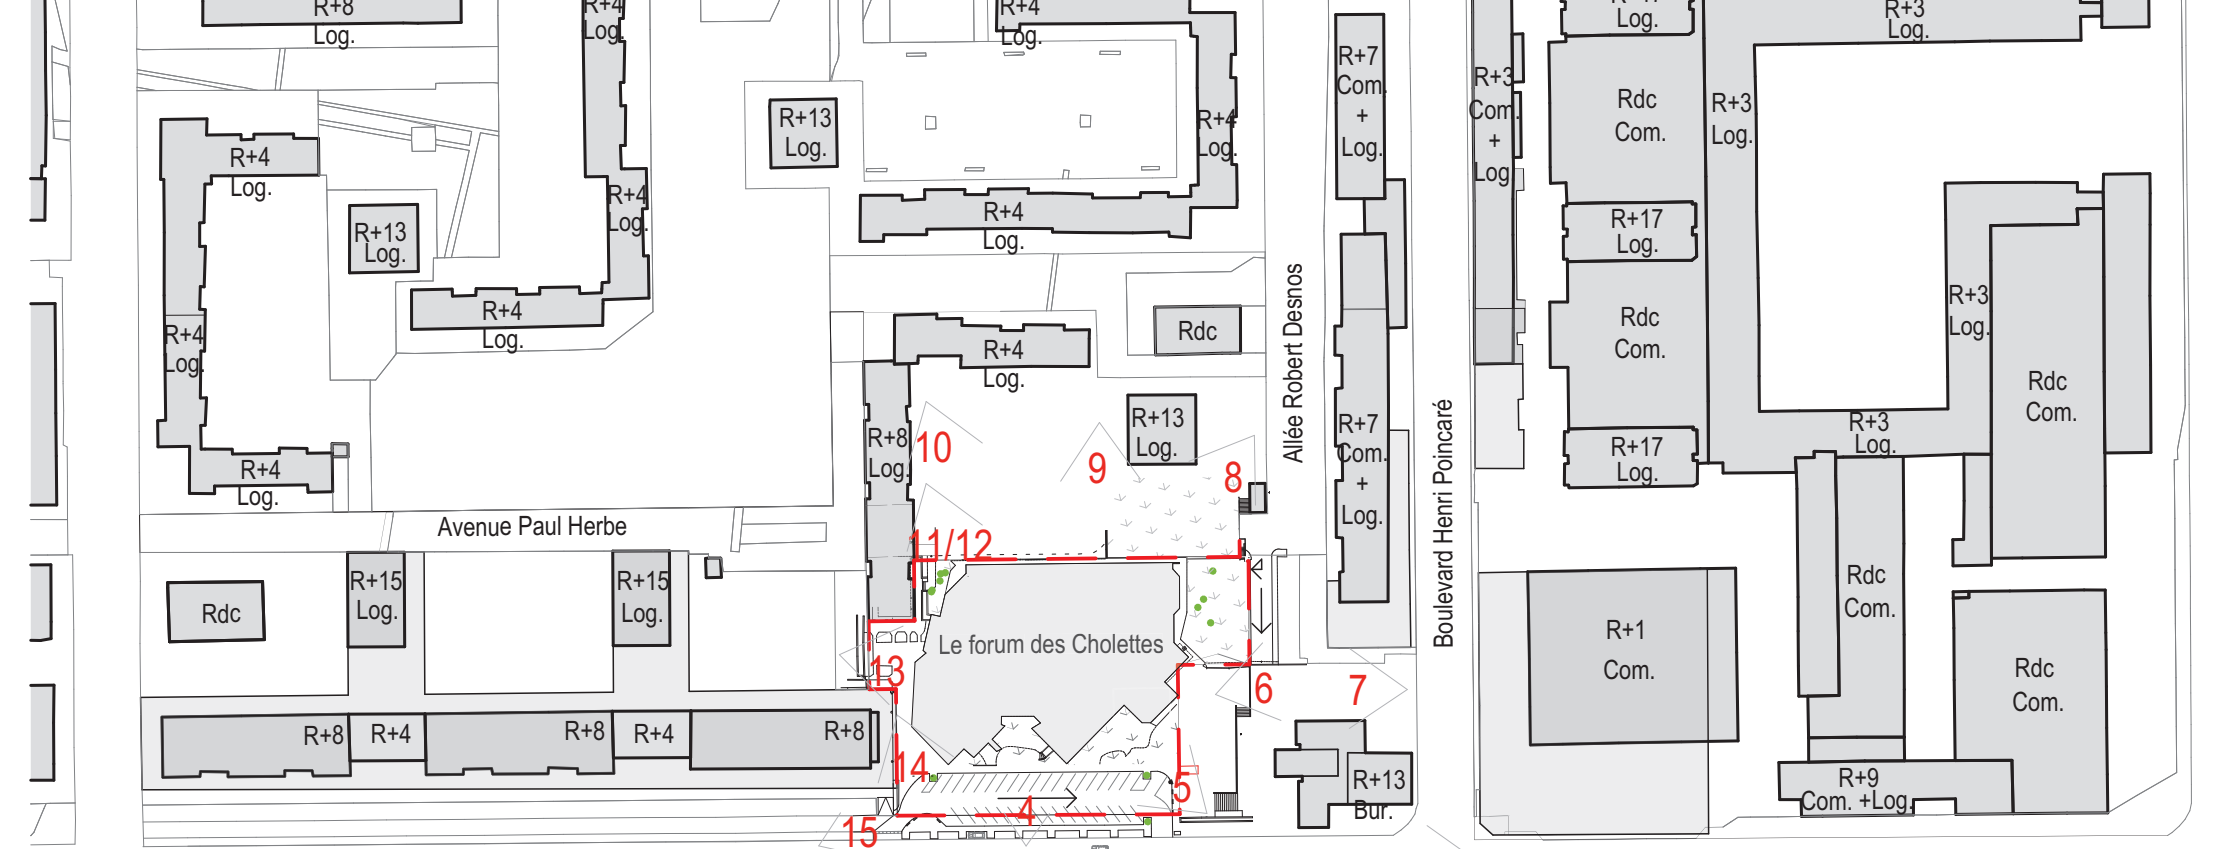 R+8
Log.
R+4
Log.
R+4
Log.
Log.
R+3
Log.
R+7
Com.
+
Log.
R+3
Com.
+
Log.
Rdc
Com.
R+3
Log.
R+13
Log.
R+4
Log.
R+4
Log.
R+4
Log.
R+13
Log.
R+4
Log.
R+17
Log.
R+4
Log.
R+4
Log.
R+4
Log.
R+4
Log.
Rdc
Allée Robert Desnos
Rdc
Com.
R+3
Log.
Rdc
Com.
R+8
Log.
R+13
Log.
R+7
Com.
+
Log.
Boulevard Henri Poincaré
R+17
Log.
R+3
Log.
R+4
Log.
10
9
8
Avenue Paul Herbe
11/12
Rdc
R+15
Log.
R+15
Log.
Le forum des Cholettes
R+1
Com.
Rdc
Com.
Rdc
Com.
13
6
7
R+8
R+4
R+8
R+4
R+8
14
5
4
15
R+13
Bur.
R+9
Com. +Log.